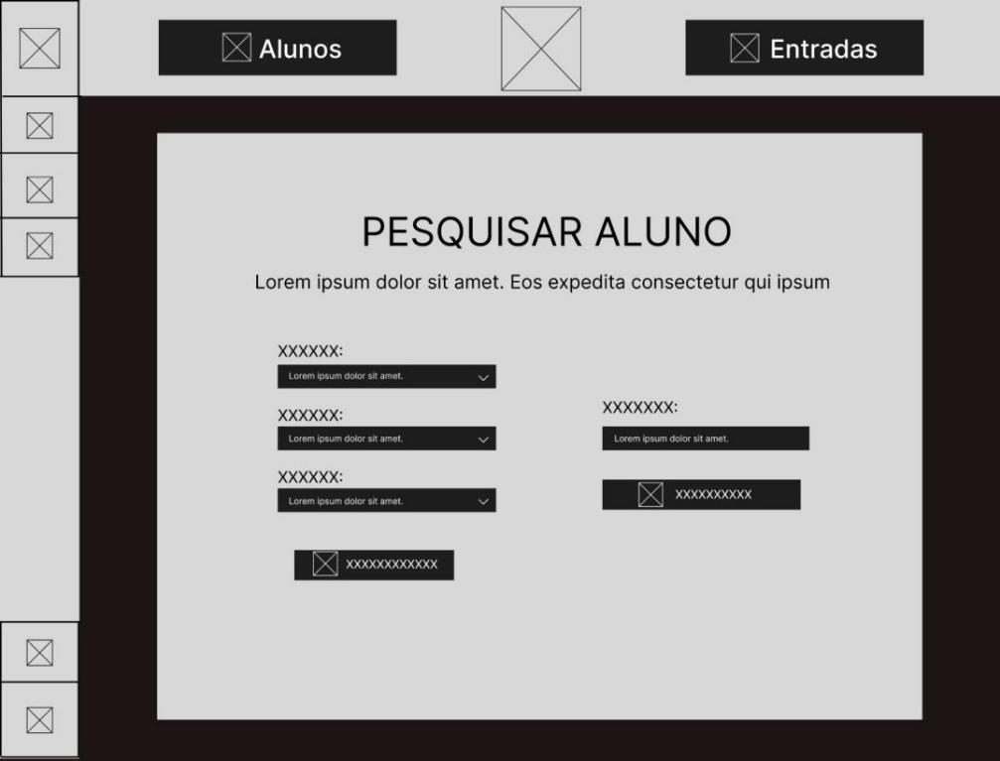 Alunos
Entradas
PESQUISAR ALUNO
Lorem ipsum dolor sit amet. Eos expedita consectetur qui ipsum
XXXXXX:
Lorem ipsum dolor sit amet.
XXXXXX:
Lorem ipsum dolor sit amet.
XXXXXX:
Lorem ipsum dolor sit amet.
XXXXXXXXXXXX
XXXXXXX:
Lorem ipsum dolor sit amet.
XXXXXXXXXX